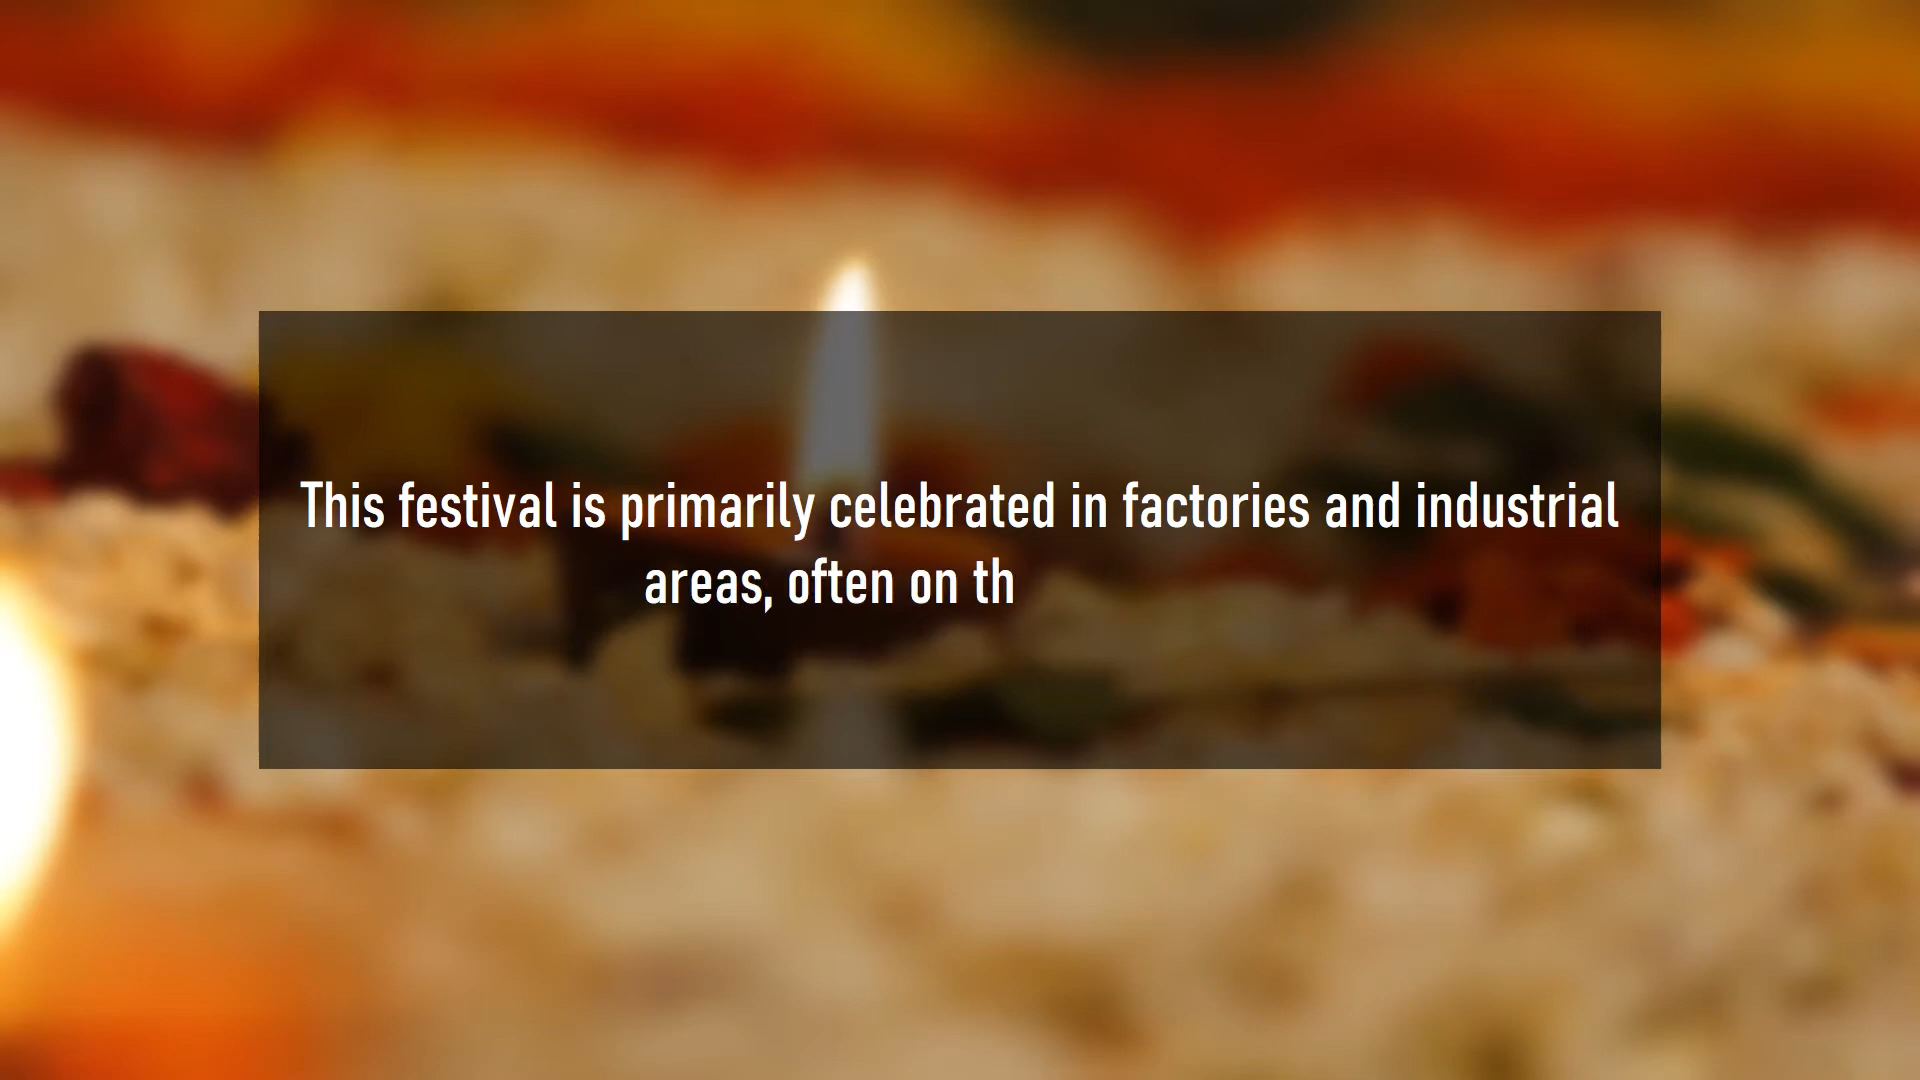 This festival is primarily celebrated in factories and industrial
areas, often on th